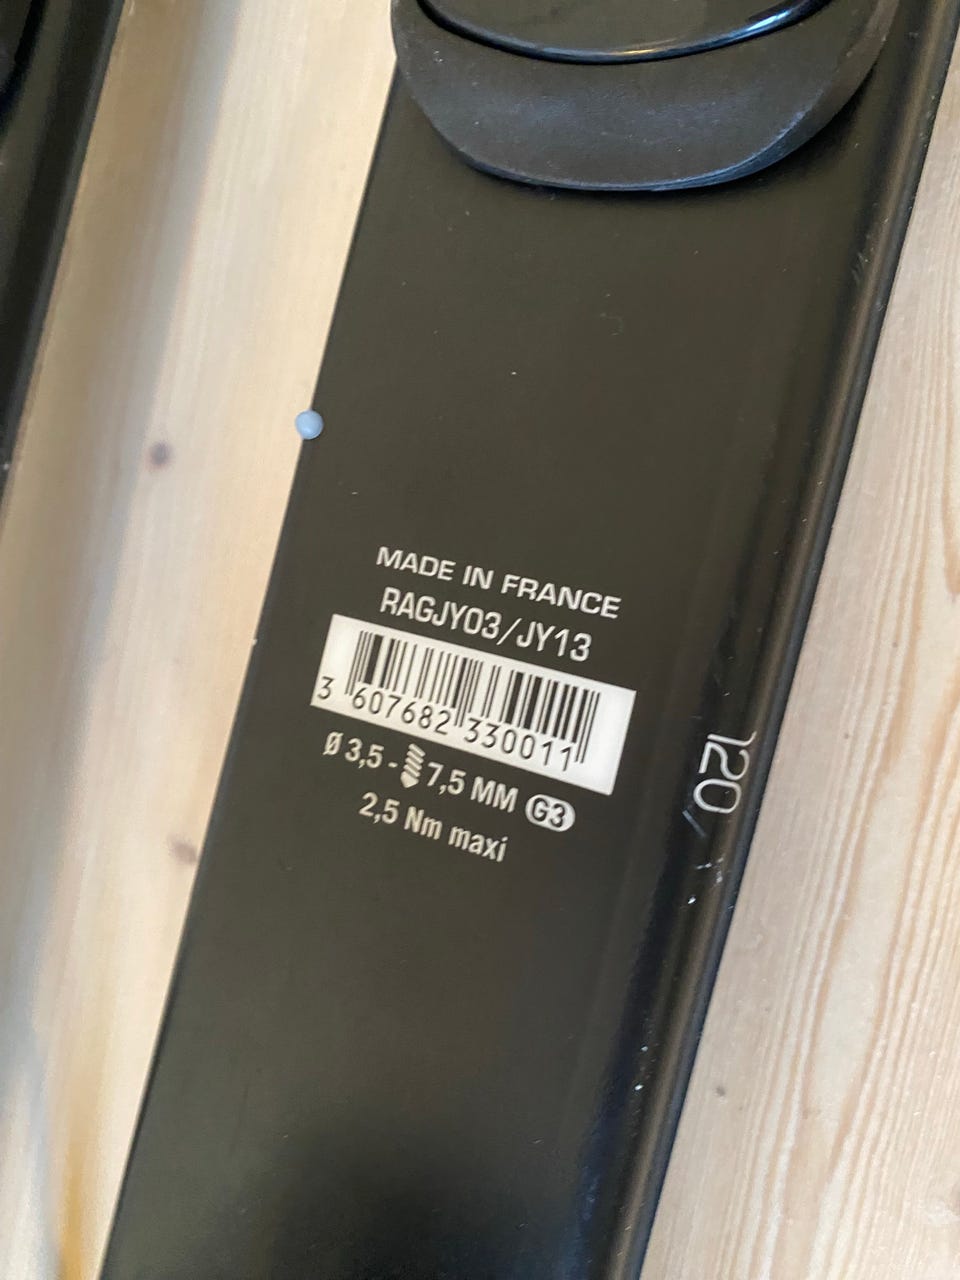 MADE IN FRANCE
RAGJY03/JY13
3 607682 330011
Ø 3,5 - 7,5 MM G3
2,5 Nm maxi
120